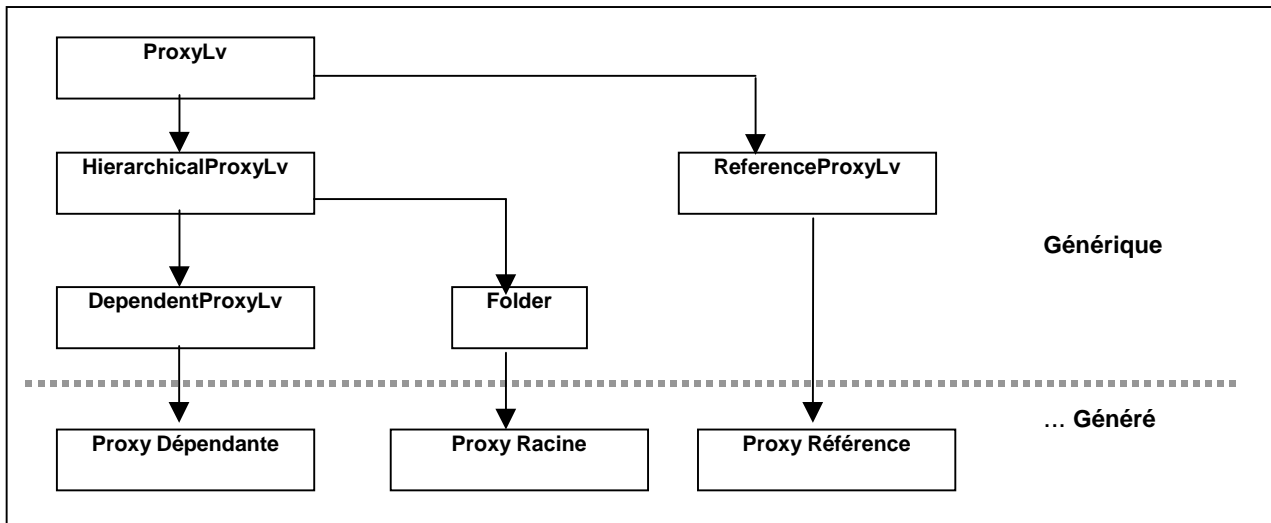 ProxyLv
HierarchicalProxyLv
ReferenceProxyLv
Générique
DependentProxyLv
Folder
... Généré
Proxy Dépendante
Proxy Racine
Proxy Référence